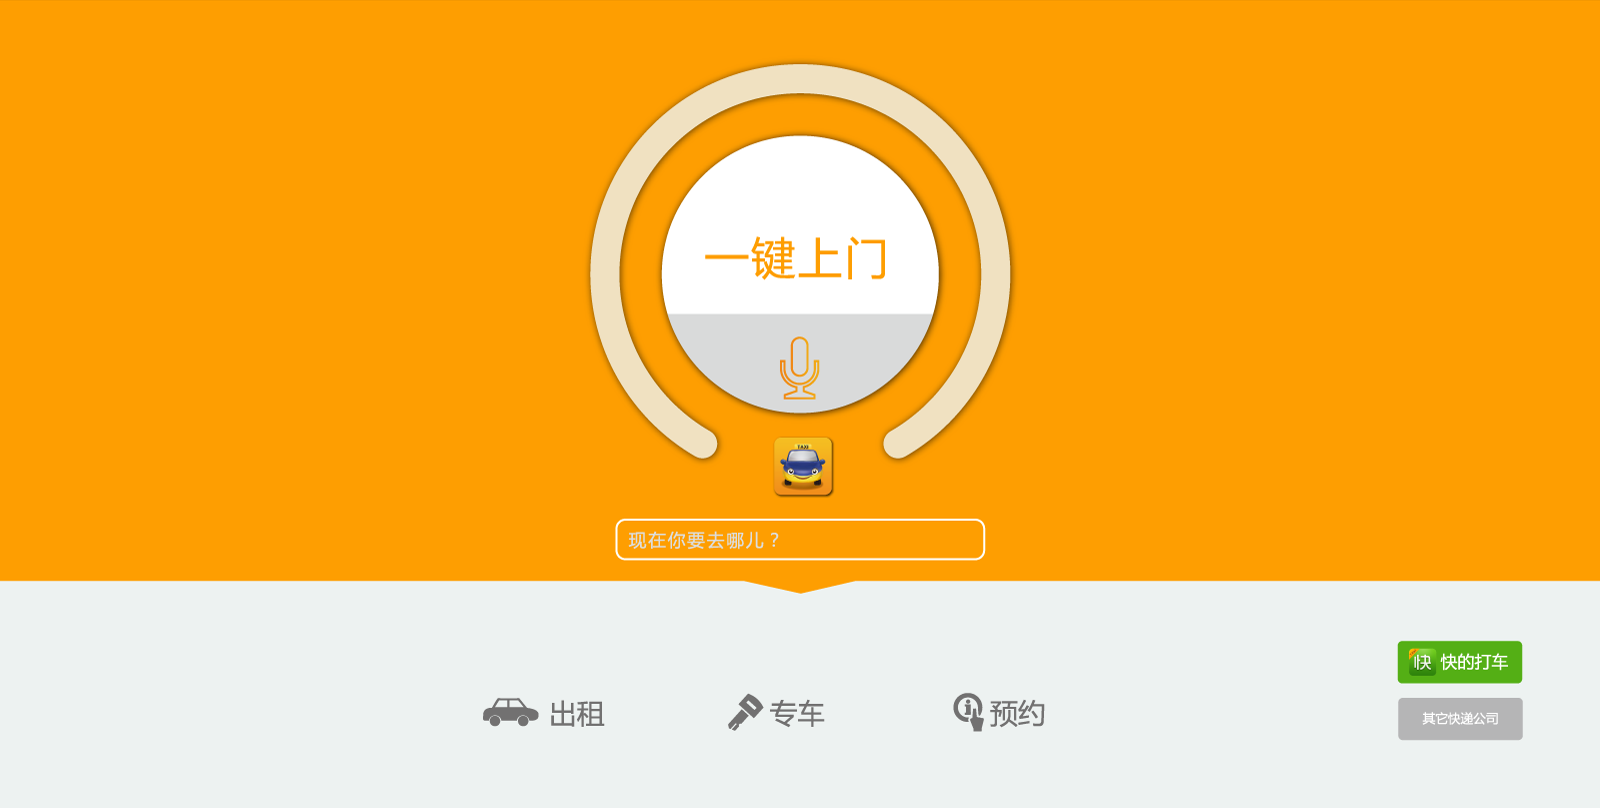 一键上门
TAXI
现在你要去哪儿？
出租
专车
预约
快 快的打车
其它快递公司